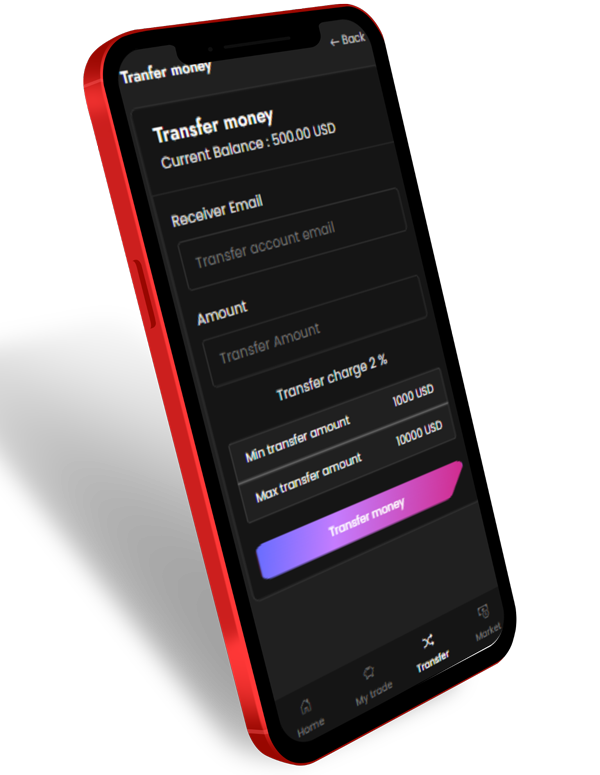 Tranfer money
← Back
Transfer money
Current Balance : 500.00 USD
Receiver Email
Transfer account email
Amount
Transfer Amount
Transfer charge 2 %
Min transfer amount 1000 USD
Max transfer amount 10000 USD
Transfer money
Home My trade Transfer Market